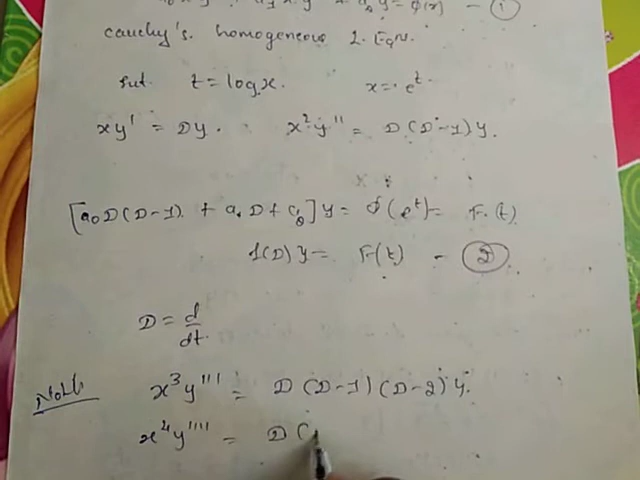 cauchy's homogeneous L. Eqn.
put t = log x. x = e^t.
xy' = Dy. x²y'' = D(D-1)y.
[a₀D(D-1) + a₁D + a₂]y = φ(e^t) = F(t)
f(D)y = F(t) - ②
D = d/dt.
Note x³y''' = D(D-1)(D-2)y.
x⁴y'''' = D(